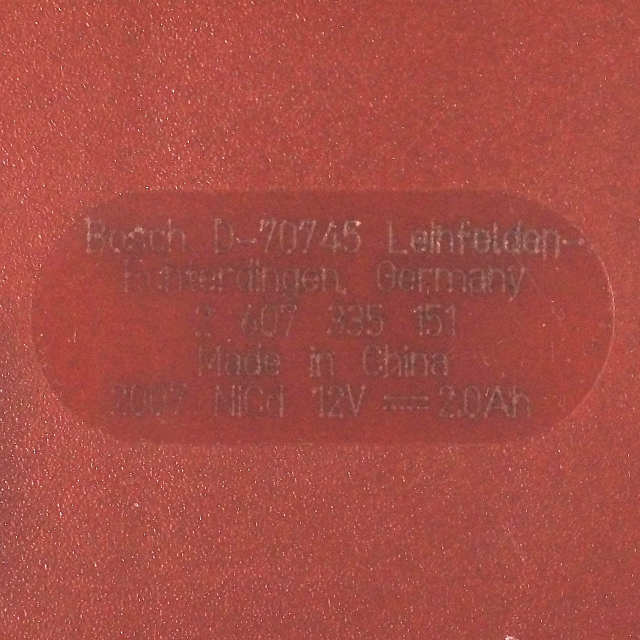 Bosch D-70745 Leinfelden-
Echterdingen, Germany
2 607 335 151
Made in China
2007 NiCd 12V ⎓ 2.0Ah